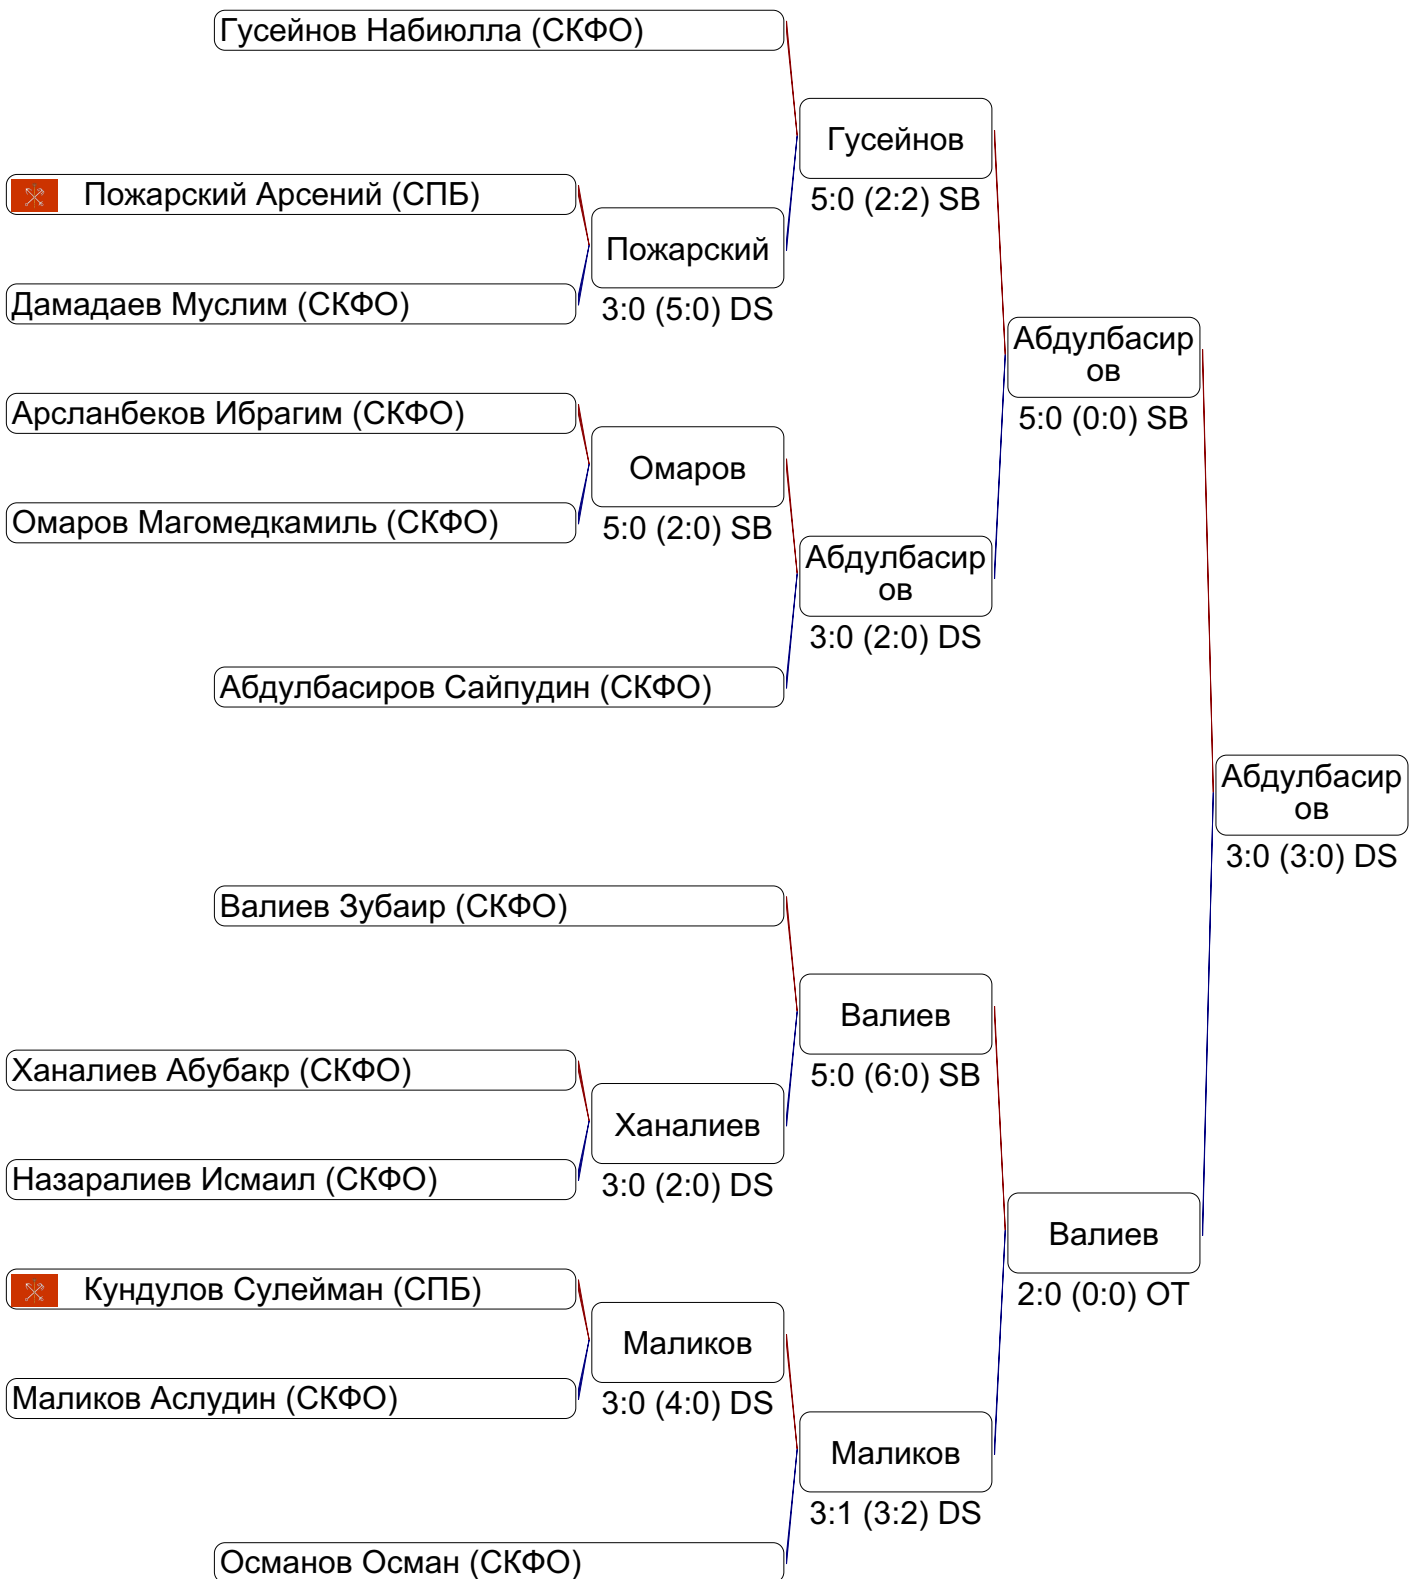 Гусейнов Набиюлла (СКФО)
Гусейнов
5:0 (2:2) SB
Пожарский Арсений (СПБ)
Пожарский
3:0 (5:0) DS
Дамадаев Муслим (СКФО)
Абдулбасир
ов
5:0 (0:0) SB
Арсланбеков Ибрагим (СКФО)
Омаров
5:0 (2:0) SB
Омаров Магомедкамиль (СКФО)
Абдулбасир
ов
3:0 (2:0) DS
Абдулбасиров Сайпудин (СКФО)
Абдулбасир
ов
3:0 (3:0) DS
Валиев Зубаир (СКФО)
Валиев
5:0 (6:0) SB
Ханалиев Абубакр (СКФО)
Ханалиев
3:0 (2:0) DS
Назаралиев Исмаил (СКФО)
Валиев
2:0 (0:0) OT
Кундулов Сулейман (СПБ)
Маликов
3:0 (4:0) DS
Маликов Аслудин (СКФО)
Маликов
3:1 (3:2) DS
Османов Осман (СКФО)